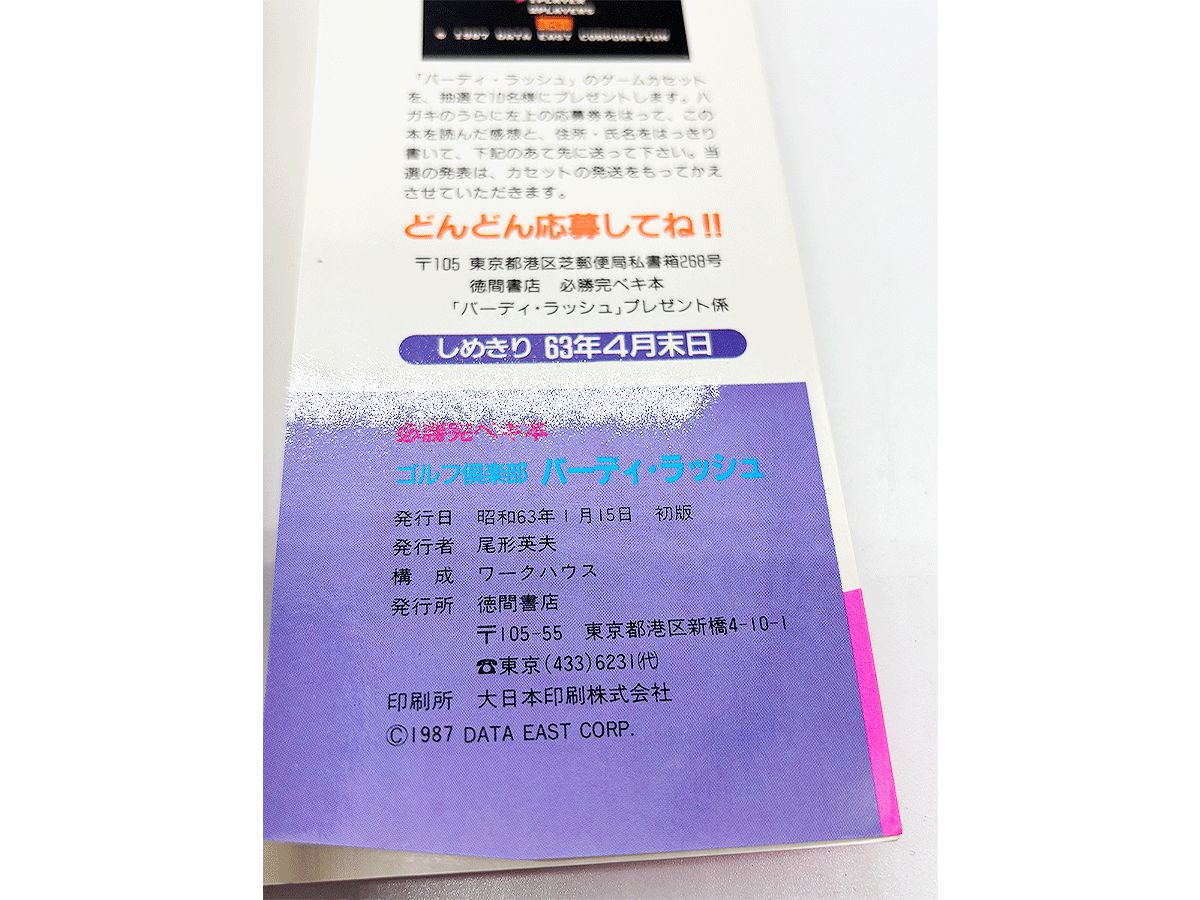 2PLAYERS
© 1987 DATA EAST CORPORATION
「バーディ・ラッシュ」のゲームカセット
を、抽選で10名様にプレゼントします。ハ
ガキのうらに左上の応募券をはって、この
本を読んだ感想と、住所・氏名をはっきり
書いて、下記のあて先に送って下さい。当
選の発表は、カセットの発送をもってかえ
させていただきます。
どんどん応募してね!!
〒105 東京都港区芝郵便局私書箱268号
徳間書店 必勝完ペキ本
「バーディ・ラッシュ」プレゼント係
しめきり 63年4月末日
必勝完ペキ本
ゴルフ倶楽部 バーディ・ラッシュ
発行日 昭和63年1月15日 初版
発行者 尾形英夫
構成 ワークハウス
発行所 徳間書店
〒105-55 東京都港区新橋4-10-1
☎東京(433)6231㈹
印刷所 大日本印刷株式会社
©1987 DATA EAST CORP.